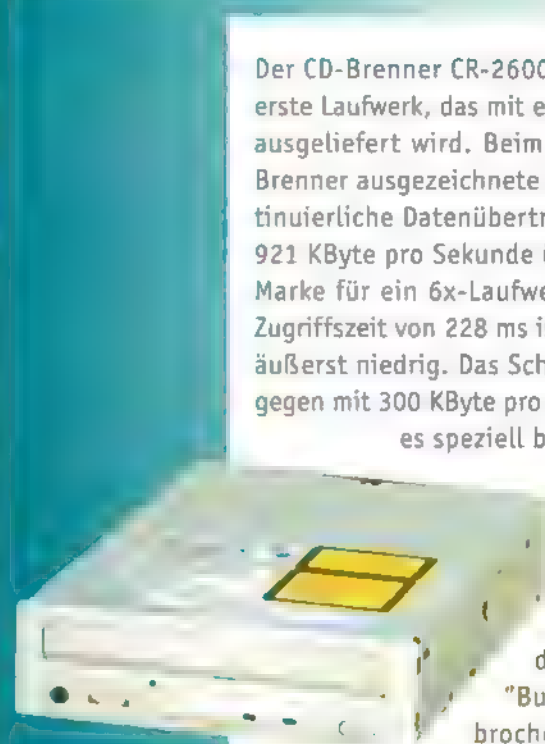 Der CD-Brenner CR-2600
erste Laufwerk, das mit e
ausgeliefert wird. Beim
Brenner ausgezeichnete
tinuierliche Datenübertr
921 KByte pro Sekunde
Marke für ein 6x-Laufwe
Zugriffszeit von 228 ms i
äußerst niedrig. Das Sch
gegen mit 300 KByte pro
es speziell b
d
"Bu
broche